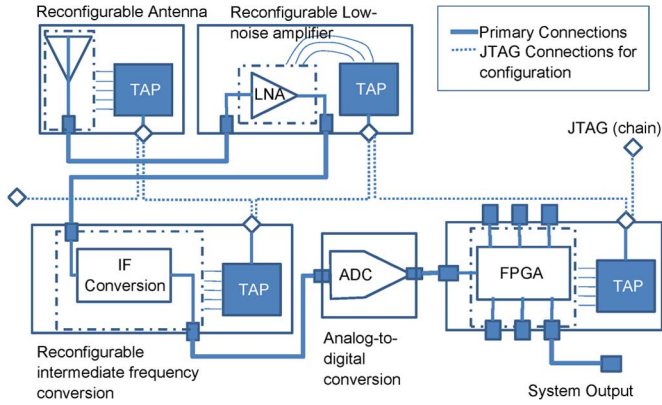 Reconfigurable Antenna
Reconfigurable Low-
noise amplifier
Primary Connections
JTAG Connections for
configuration
TAP
LNA
TAP
JTAG (chain)
IF
Conversion
TAP
ADC
FPGA
TAP
Reconfigurable
intermediate frequency
conversion
Analog-to-
digital
conversion
System Output